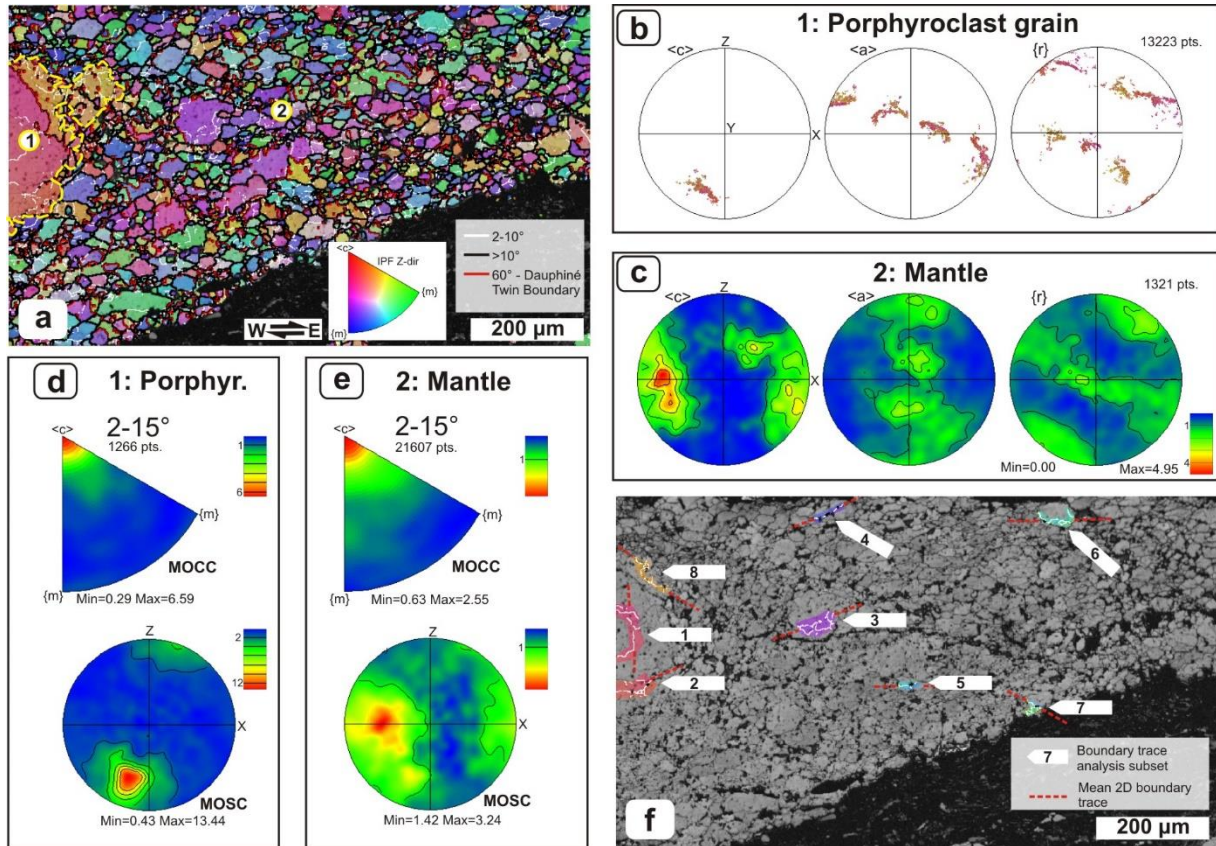 a
1
2
W E
<c>
IPF Z-dir
{m}
{m}
2-10°
>10°
60° - Dauphiné
Twin Boundary
200 µm
b
1: Porphyroclast grain
13223 pts.
<c>
Z
<a>
{r}
Y
X
c
2: Mantle
1321 pts.
<c>
Z
<a>
{r}
X
1
4
Min=0.00
Max=4.95
d
1: Porphyr.
2-15°
<c>
1266 pts.
1
6
{m}
MOCC
{m}
Min=0.29 Max=6.59
Z
2
12
X
MOSC
Min=0.43 Max=13.44
e
2: Mantle
2-15°
<c>
21607 pts.
1
{m}
MOCC
{m}
Min=0.63 Max=2.55
Z
1
X
MOSC
Min=1.42 Max=3.24
f
4
6
8
3
1
2
5
7
7
Boundary trace
analysis subset
Mean 2D boundary
trace
200 µm